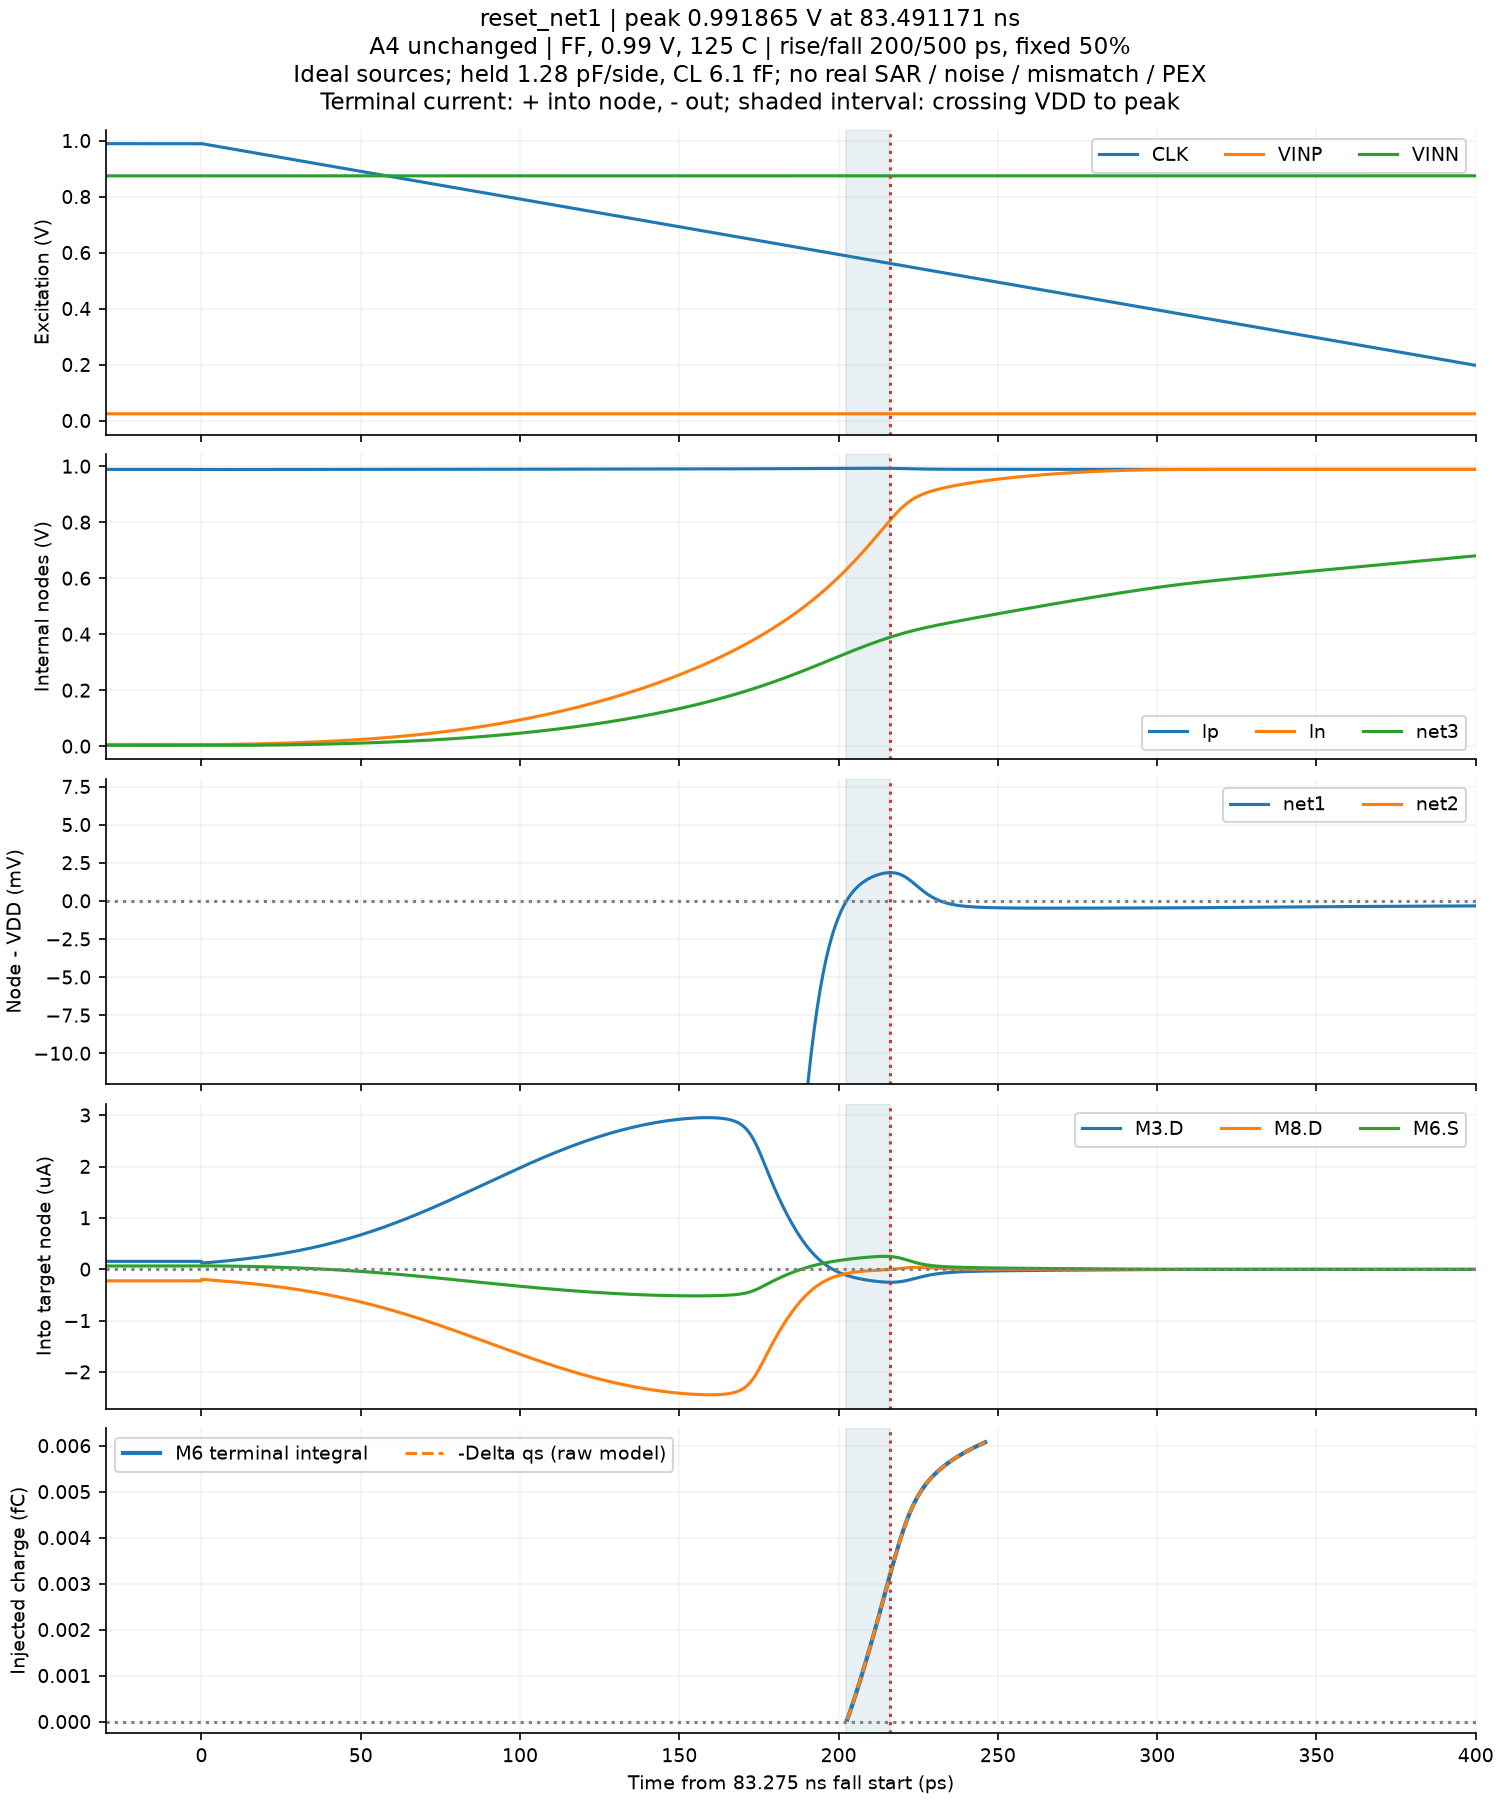 reset_net1 | peak 0.991865 V at 83.491171 ns
A4 unchanged | FF, 0.99 V, 125 C | rise/fall 200/500 ps, fixed 50%
Ideal sources; held 1.28 pF/side, CL 6.1 fF; no real SAR / noise / mismatch / PEX
Terminal current: + into node, - out; shaded interval: crossing VDD to peak
Excitation (V)
1.0
0.8
0.6
0.4
0.2
0.0
CLK VINP VINN
Internal nodes (V)
1.0
0.8
0.6
0.4
0.2
0.0
lp ln net3
Node - VDD (mV)
7.5
5.0
2.5
0.0
−2.5
−5.0
−7.5
−10.0
net1 net2
Into target node (uA)
3
2
1
0
−1
−2
M3.D M8.D M6.S
Injected charge (fC)
0.006
0.005
0.004
0.003
0.002
0.001
0.000
M6 terminal integral -Delta qs (raw model)
0 50 100 150 200 250 300 350 400
Time from 83.275 ns fall start (ps)